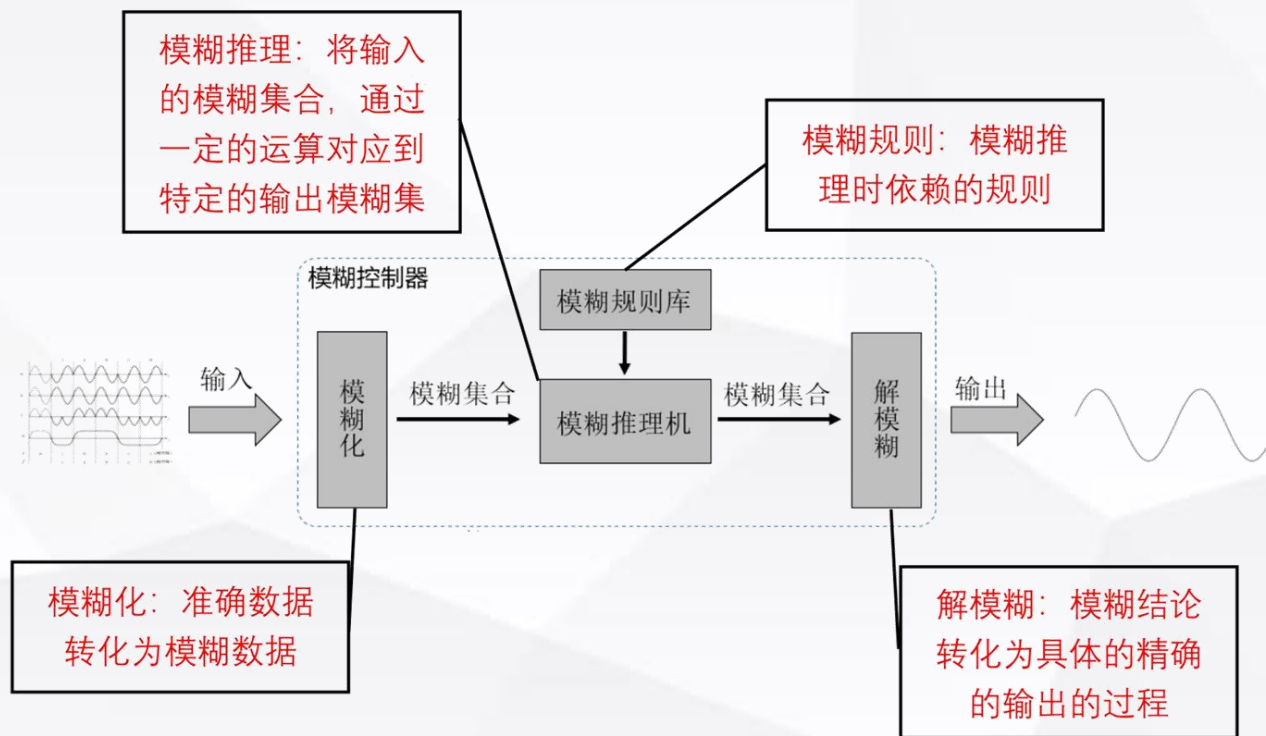 模糊推理：将输入
的模糊集合，通过
一定的运算对应到
特定的输出模糊集
模糊规则：模糊推
理时依赖的规则
模糊控制器
模糊规则库
输入
模糊化
模糊集合
模糊推理机
模糊集合
解模糊
输出
模糊化：准确数据
转化为模糊数据
解模糊：模糊结论
转化为具体的精确
的输出的过程